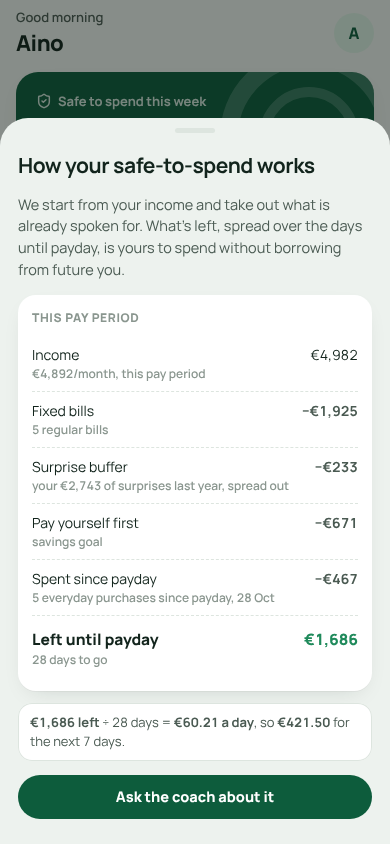 Good morning
Aino
A
Safe to spend this week
How your safe-to-spend works
We start from your income and take out what is
already spoken for. What's left, spread over the days
until payday, is yours to spend without borrowing
from future you.
THIS PAY PERIOD
Income €4,982
€4,892/month, this pay period
Fixed bills −€1,925
5 regular bills
Surprise buffer −€233
your €2,743 of surprises last year, spread out
Pay yourself first −€671
savings goal
Spent since payday −€467
5 everyday purchases since payday, 28 Oct
Left until payday €1,686
28 days to go
€1,686 left ÷ 28 days = €60.21 a day, so €421.50 for
the next 7 days.
Ask the coach about it